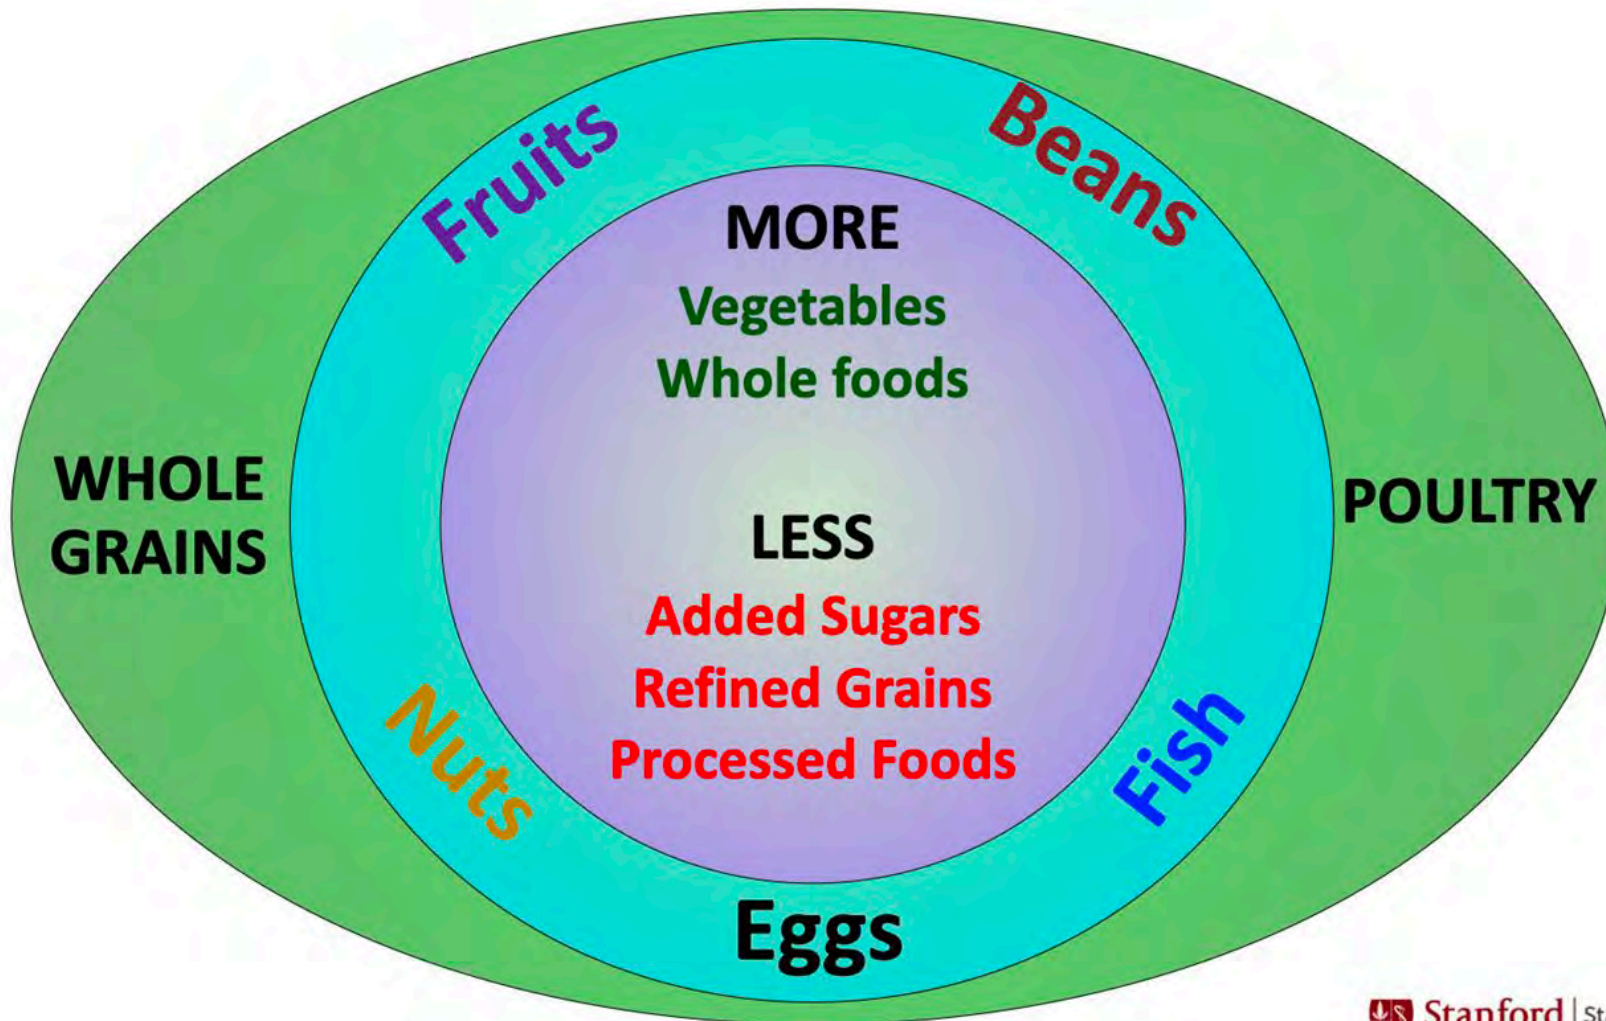 Fruits
Beans
MORE
Vegetables
Whole foods
WHOLE
GRAINS
POULTRY
LESS
Added Sugars
Refined Grains
Processed Foods
Nuts
Fish
Eggs
Stanford